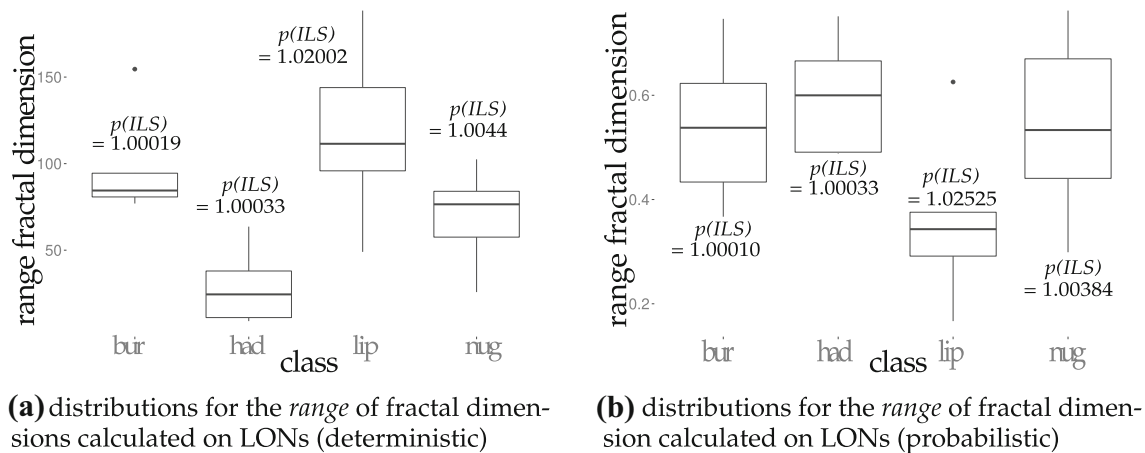 range fractal dimension
150
100
50
p(ILS)
= 1.00019
p(ILS)
= 1.00033
p(ILS)
= 1.02002
p(ILS)
= 1.0044
bur
had
lip
nug
class
(a) distributions for the range of fractal dimen-
sions calculated on LONs (deterministic)
range fractal dimension
0.6
0.4
0.2
p(ILS)
= 1.00010
p(ILS)
= 1.00033
p(ILS)
= 1.02525
p(ILS)
= 1.00384
bur
had
lip
nug
class
(b) distributions for the range of fractal dimen-
sion calculated on LONs (probabilistic)